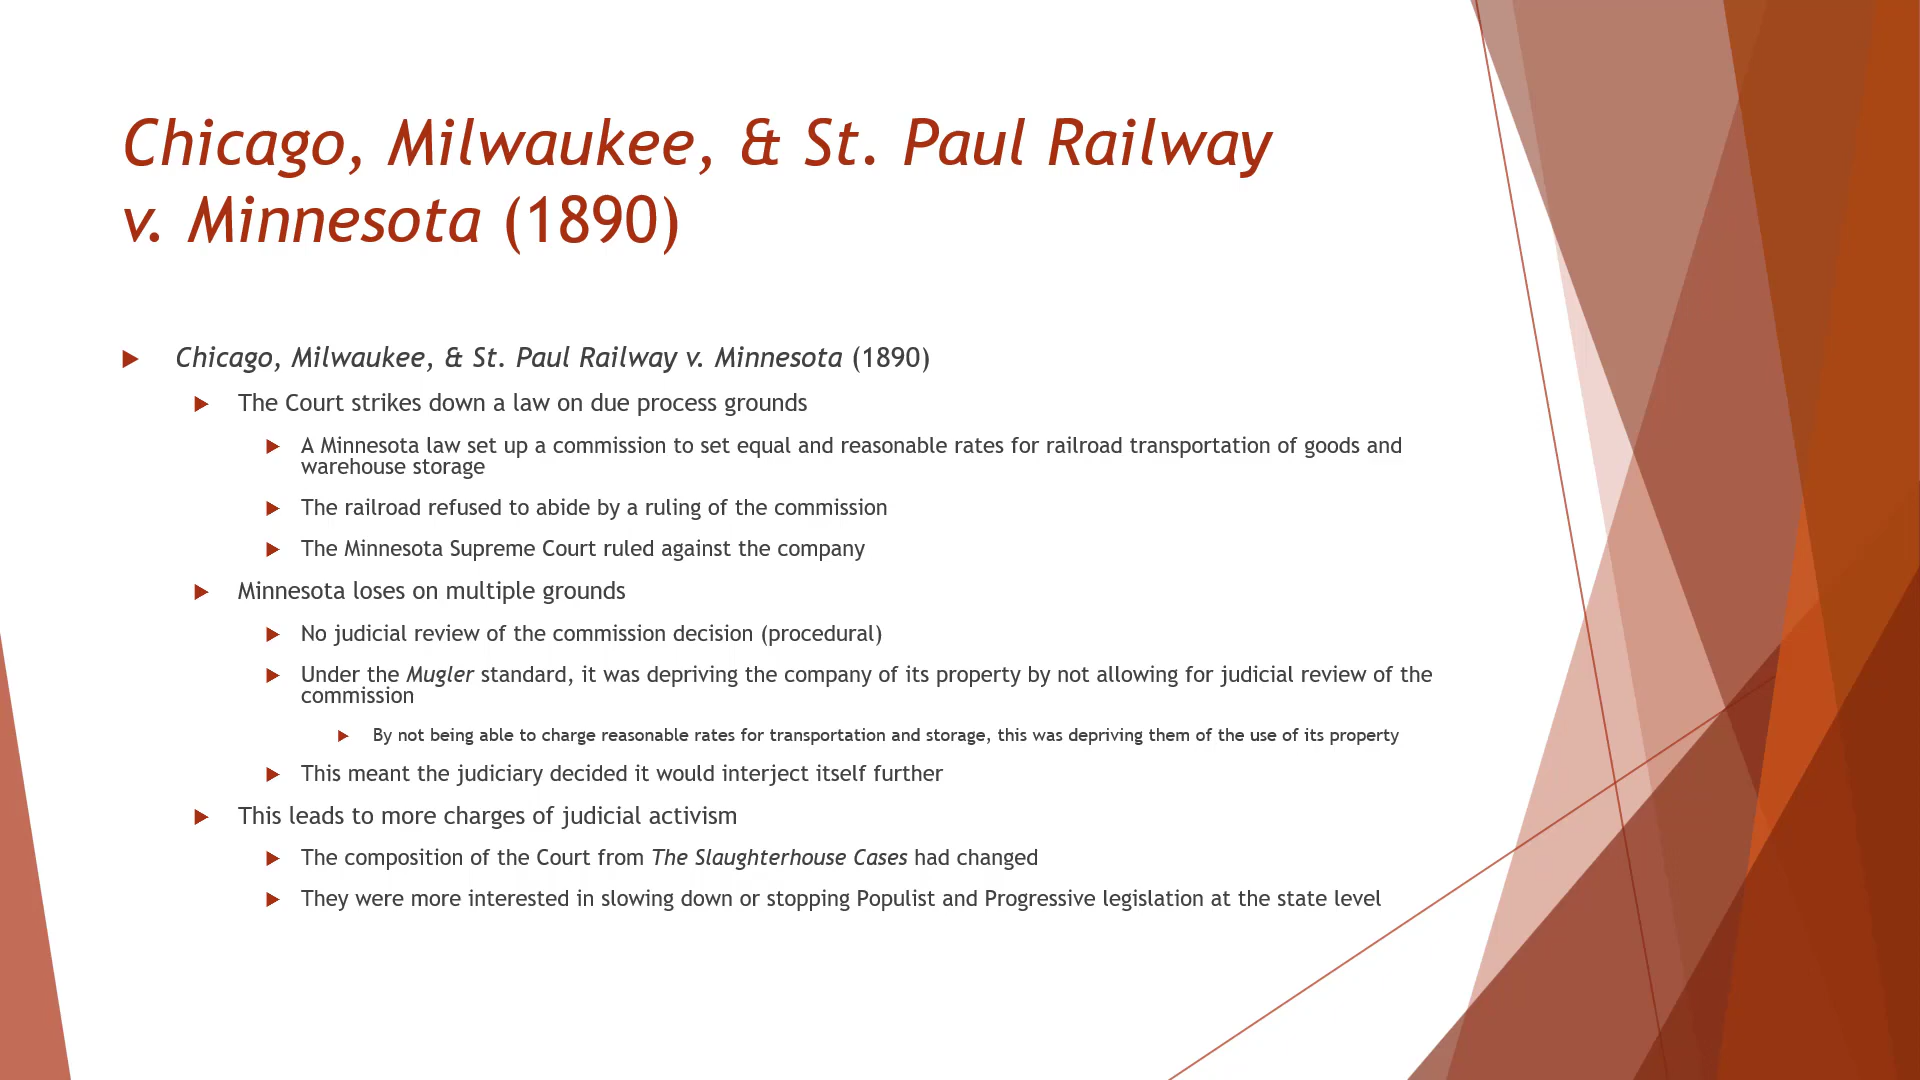 Chicago, Milwaukee, & St. Paul Railway
v. Minnesota (1890)
Chicago, Milwaukee, & St. Paul Railway v. Minnesota (1890)
The Court strikes down a law on due process grounds
A Minnesota law set up a commission to set equal and reasonable rates for railroad transportation of goods and
warehouse storage
The railroad refused to abide by a ruling of the commission
The Minnesota Supreme Court ruled against the company
Minnesota loses on multiple grounds
No judicial review of the commission decision (procedural)
Under the Mugler standard, it was depriving the company of its property by not allowing for judicial review of the
commission
By not being able to charge reasonable rates for transportation and storage, this was depriving them of the use of its property
This meant the judiciary decided it would interject itself further
This leads to more charges of judicial activism
The composition of the Court from The Slaughterhouse Cases had changed
They were more interested in slowing down or stopping Populist and Progressive legislation at the state level